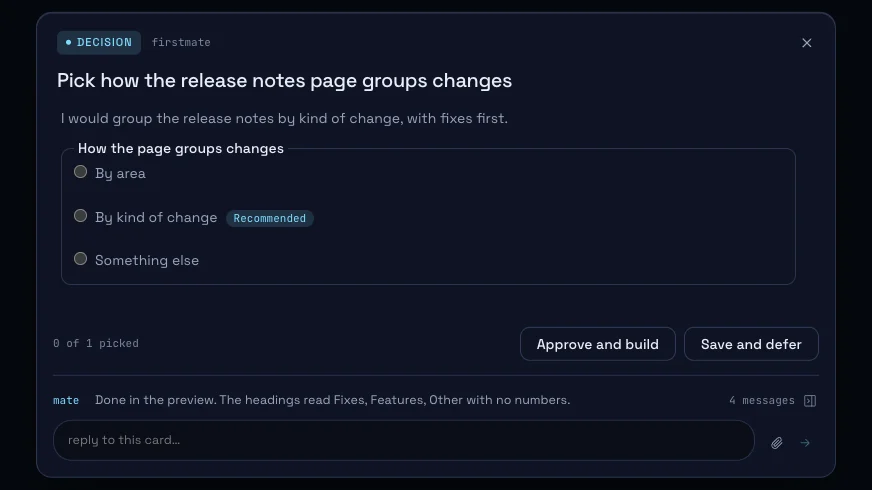 DECISION firstmate
Pick how the release notes page groups changes
I would group the release notes by kind of change, with fixes first.
How the page groups changes
By area
By kind of change Recommended
Something else
0 of 1 picked Approve and build Save and defer
mate Done in the preview. The headings read Fixes, Features, Other with no numbers. 4 messages
reply to this card…